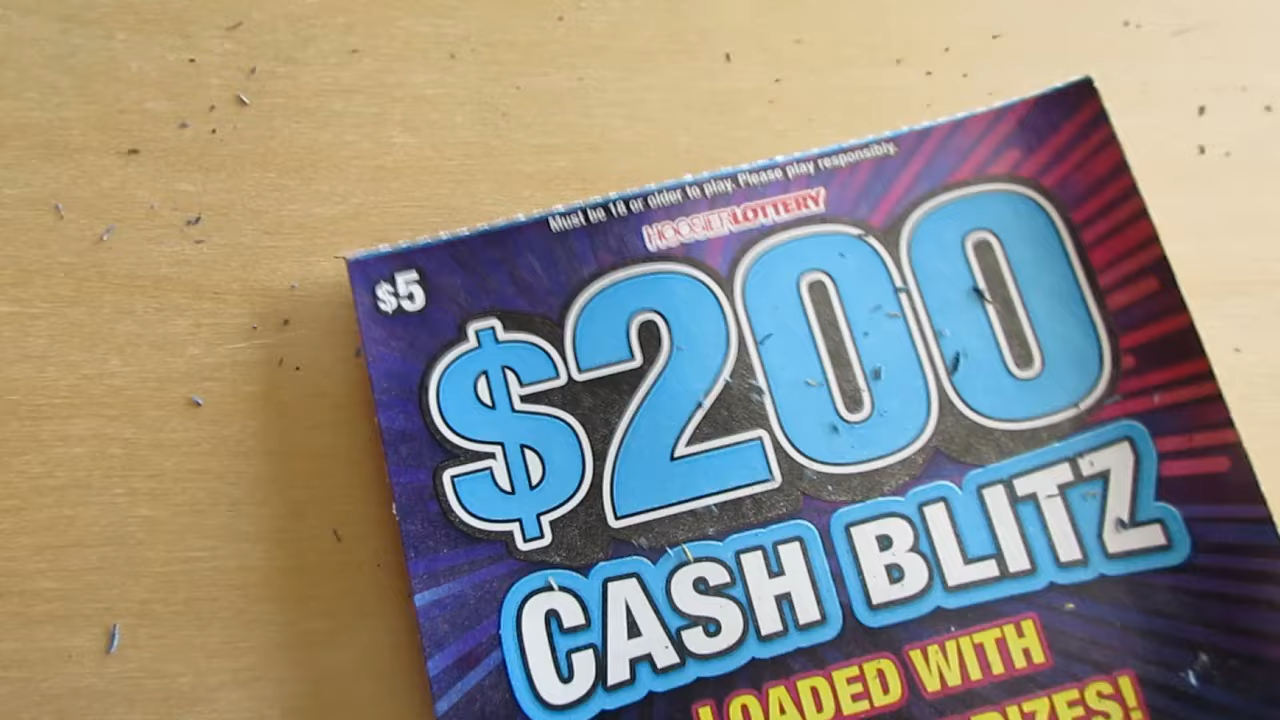 Must be 18 or older to play. Please play responsibly.
HOOSIER LOTTERY
$5
$200
CASH BLITZ
LOADED WITH